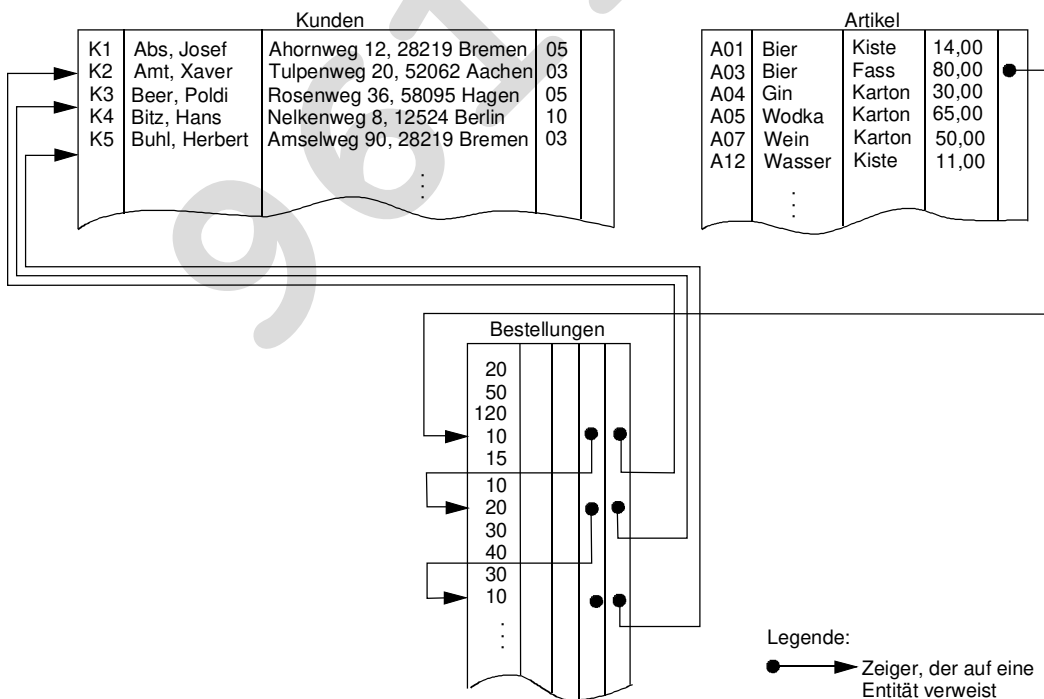 Kunden
K1 Abs, Josef Ahornweg 12, 28219 Bremen 05
K2 Amt, Xaver Tulpenweg 20, 52062 Aachen 03
K3 Beer, Poldi Rosenweg 36, 58095 Hagen 05
K4 Bitz, Hans Nelkenweg 8, 12524 Berlin 10
K5 Buhl, Herbert Amselweg 90, 28219 Bremen 03
Artikel
A01 Bier Kiste 14,00
A03 Bier Fass 80,00
A04 Gin Karton 30,00
A05 Wodka Karton 65,00
A07 Wein Karton 50,00
A12 Wasser Kiste 11,00
Bestellungen
20
50
120
10
15
10
20
30
40
30
10
Legende:
Zeiger, der auf eine
Entität verweist